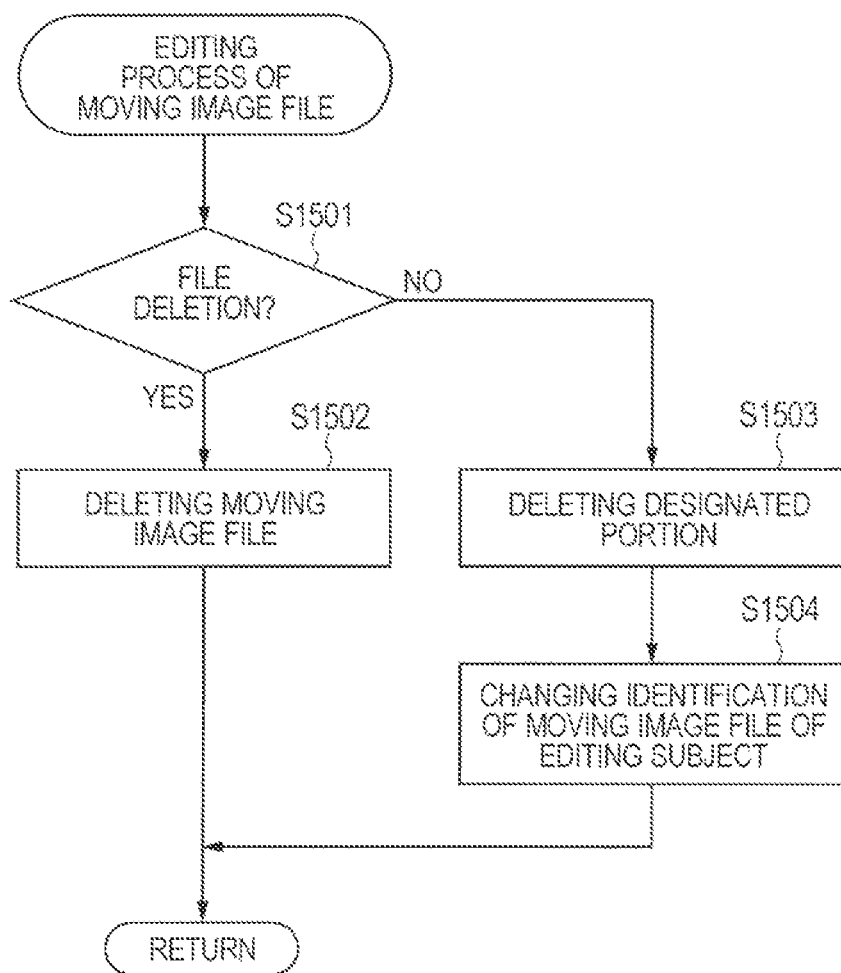 EDITING
PROCESS OF
MOVING IMAGE FILE
S1501
FILE
DELETION?
NO
YES
S1502
DELETING MOVING
IMAGE FILE
S1503
DELETING DESIGNATED
PORTION
S1504
CHANGING IDENTIFICATION
OF MOVING IMAGE FILE OF
EDITING SUBJECT
RETURN